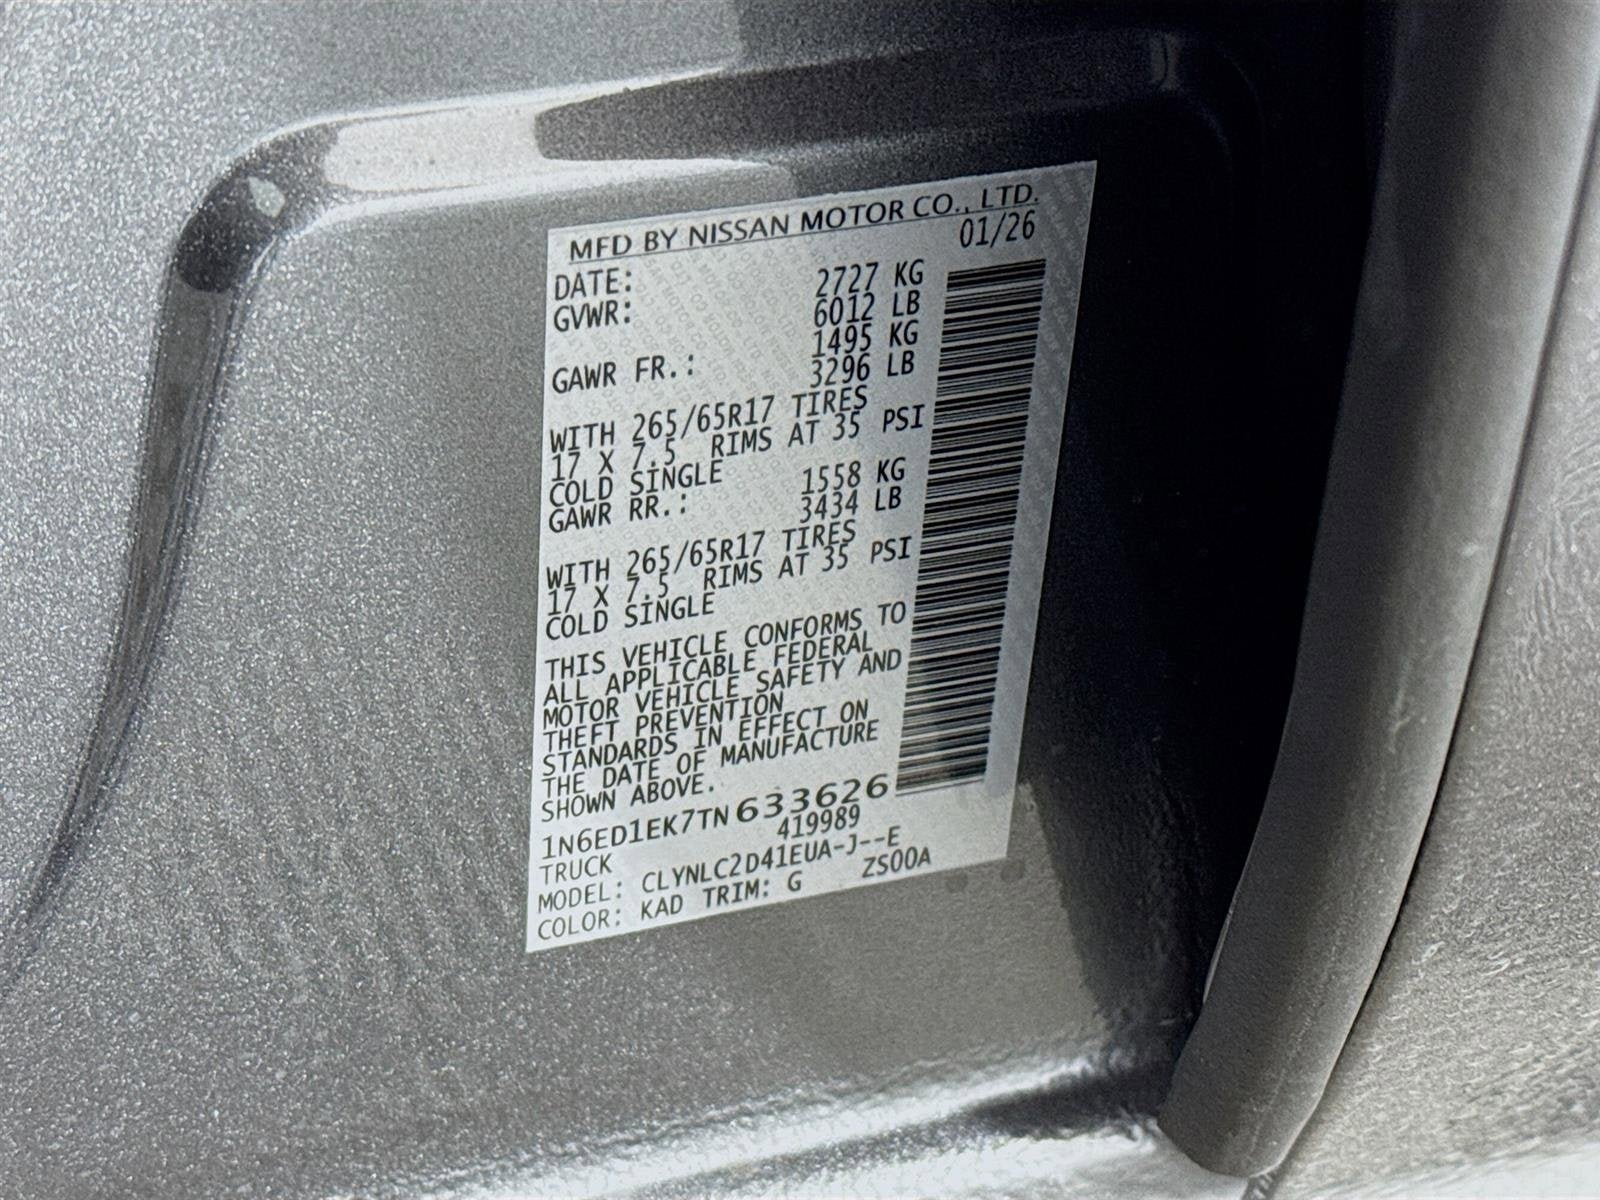 MFD BY NISSAN MOTOR CO., LTD.
DATE: 01/26
GVWR: 2727 KG
6012 LB
GAWR FR.: 1495 KG
3296 LB
WITH 265/65R17 TIRES
17 X 7.5 RIMS AT 35 PSI
COLD SINGLE
GAWR RR.: 1558 KG
3434 LB
WITH 265/65R17 TIRES
17 X 7.5 RIMS AT 35 PSI
COLD SINGLE
THIS VEHICLE CONFORMS TO
ALL APPLICABLE FEDERAL
MOTOR VEHICLE SAFETY AND
THEFT PREVENTION
STANDARDS IN EFFECT ON
THE DATE OF MANUFACTURE
SHOWN ABOVE.
1N6ED1EK7TN633626
TRUCK 419989
MODEL: CLYNLC2D41EUA-J--E
COLOR: KAD TRIM: G ZS00A